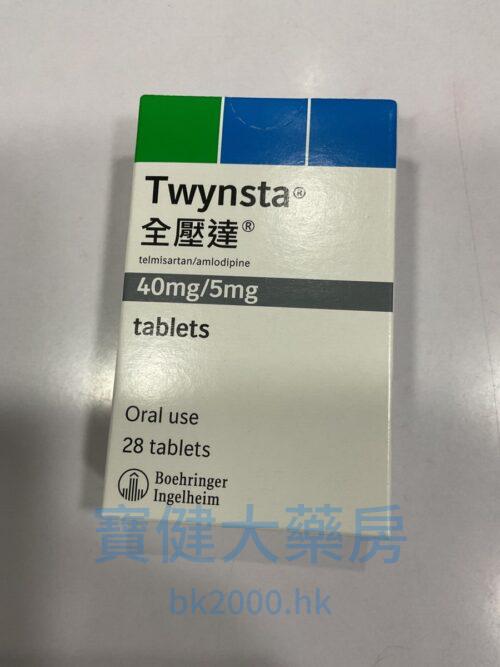 Twynsta®
全壓達®
telmisartan/amlodipine
40mg/5mg
tablets
Oral use
28 tablets
Boehringer
Ingelheim
寶健大藥房
bk2000.hk